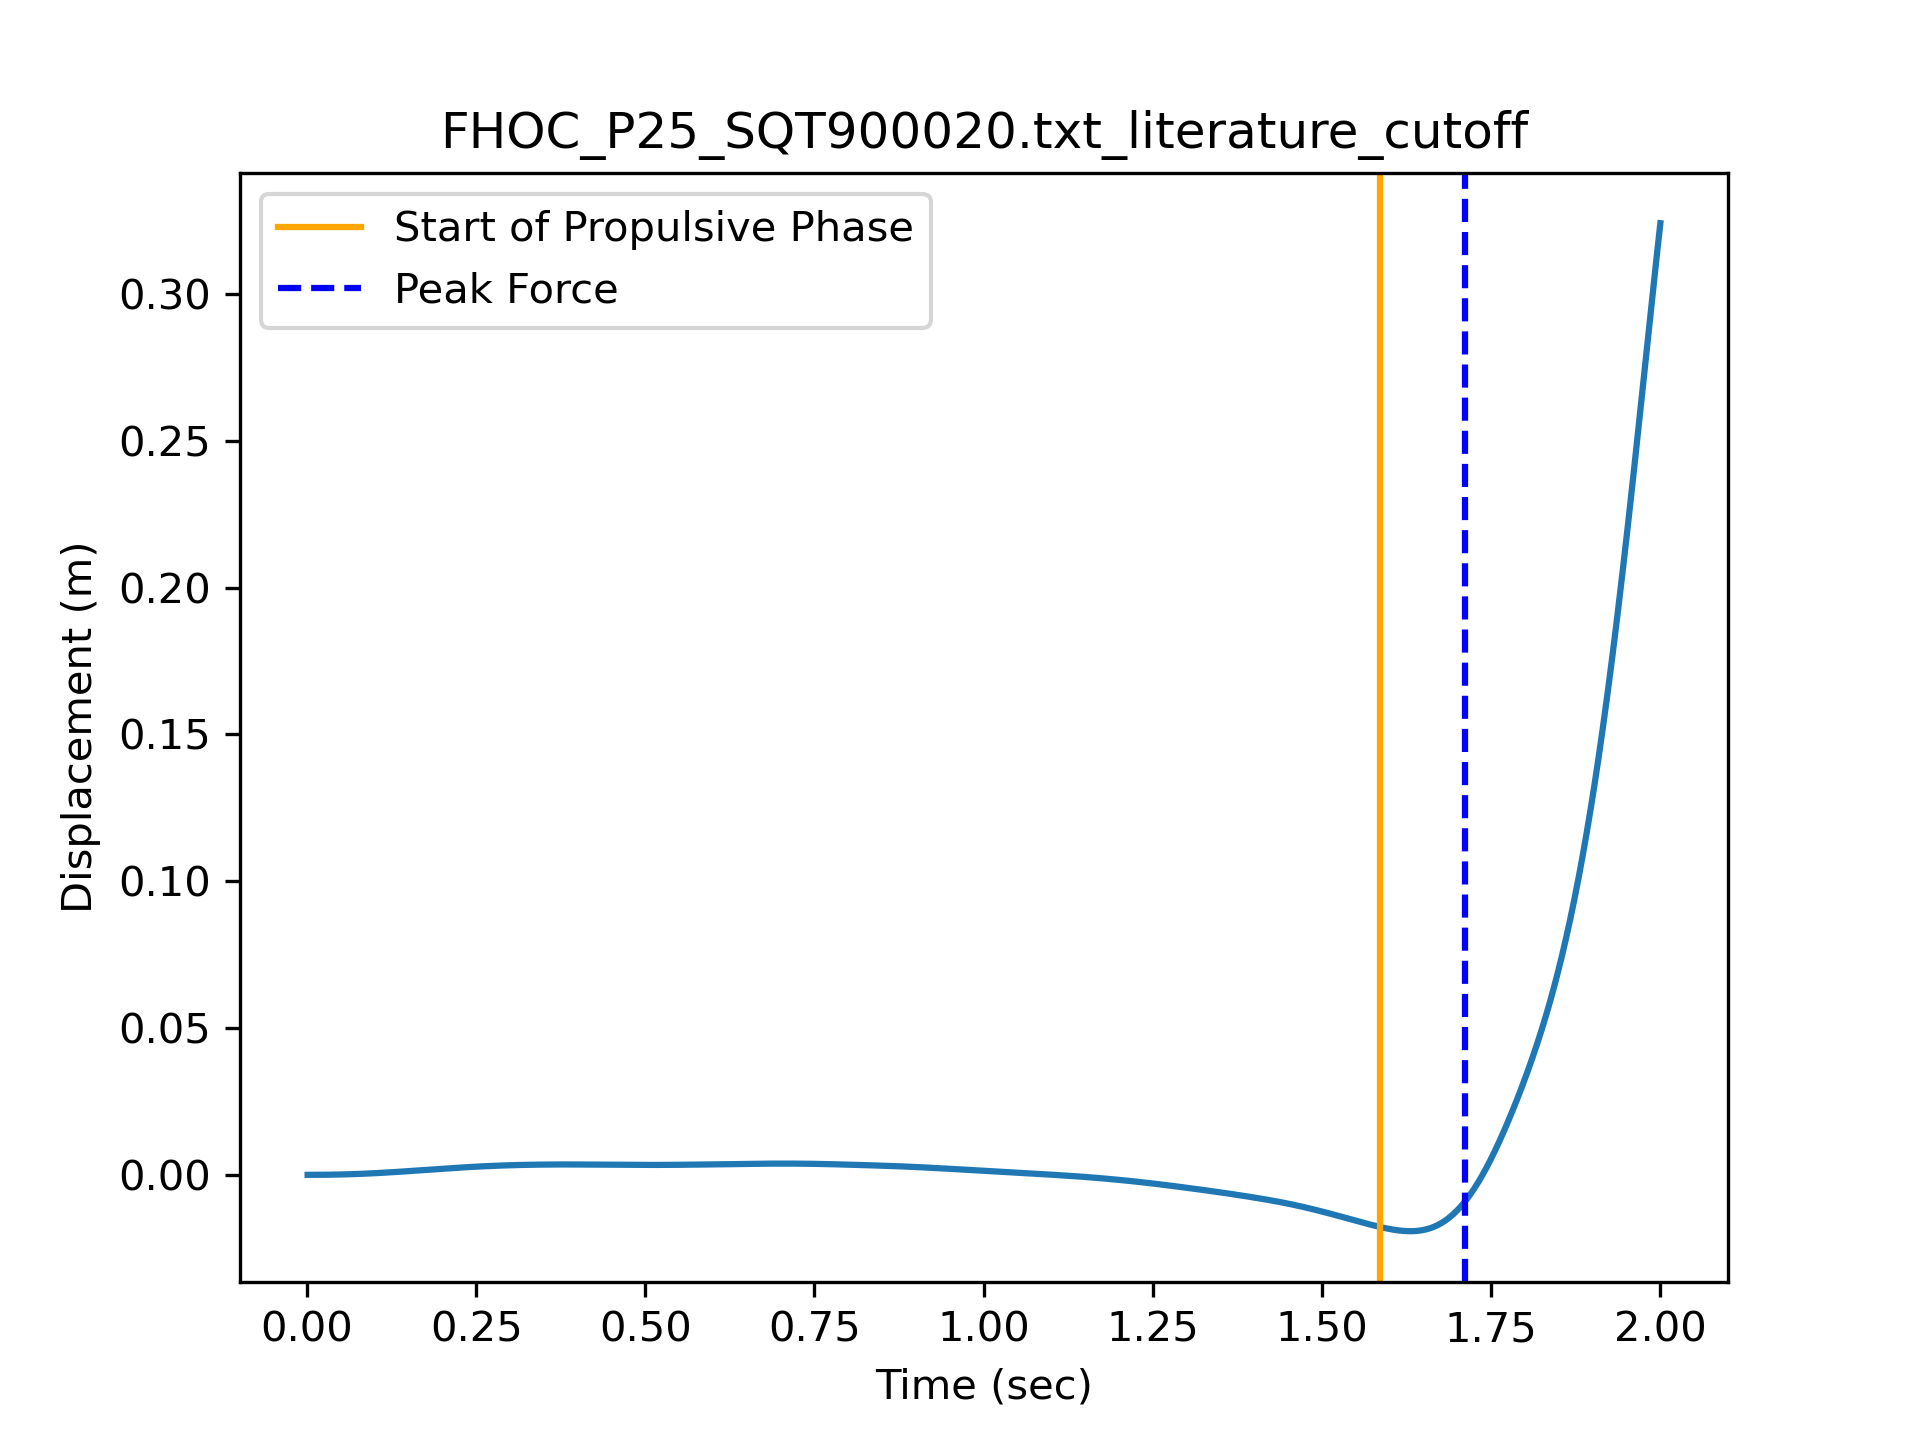 FHOC_P25_SQT900020.txt_literature_cutoff
Start of Propulsive Phase
Peak Force
0.30
0.25
0.20
0.15
0.10
0.05
0.00
Displacement (m)
0.00 0.25 0.50 0.75 1.00 1.25 1.50 1.75 2.00
Time (sec)